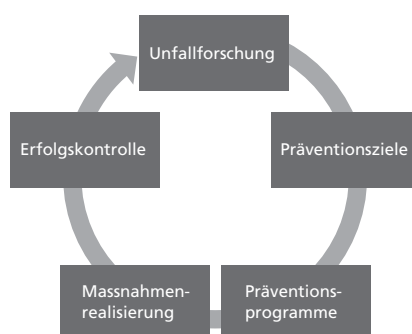 Unfallforschung
Präventionsziele
Präventions-
programme
Massnahmen-
realisierung
Erfolgskontrolle